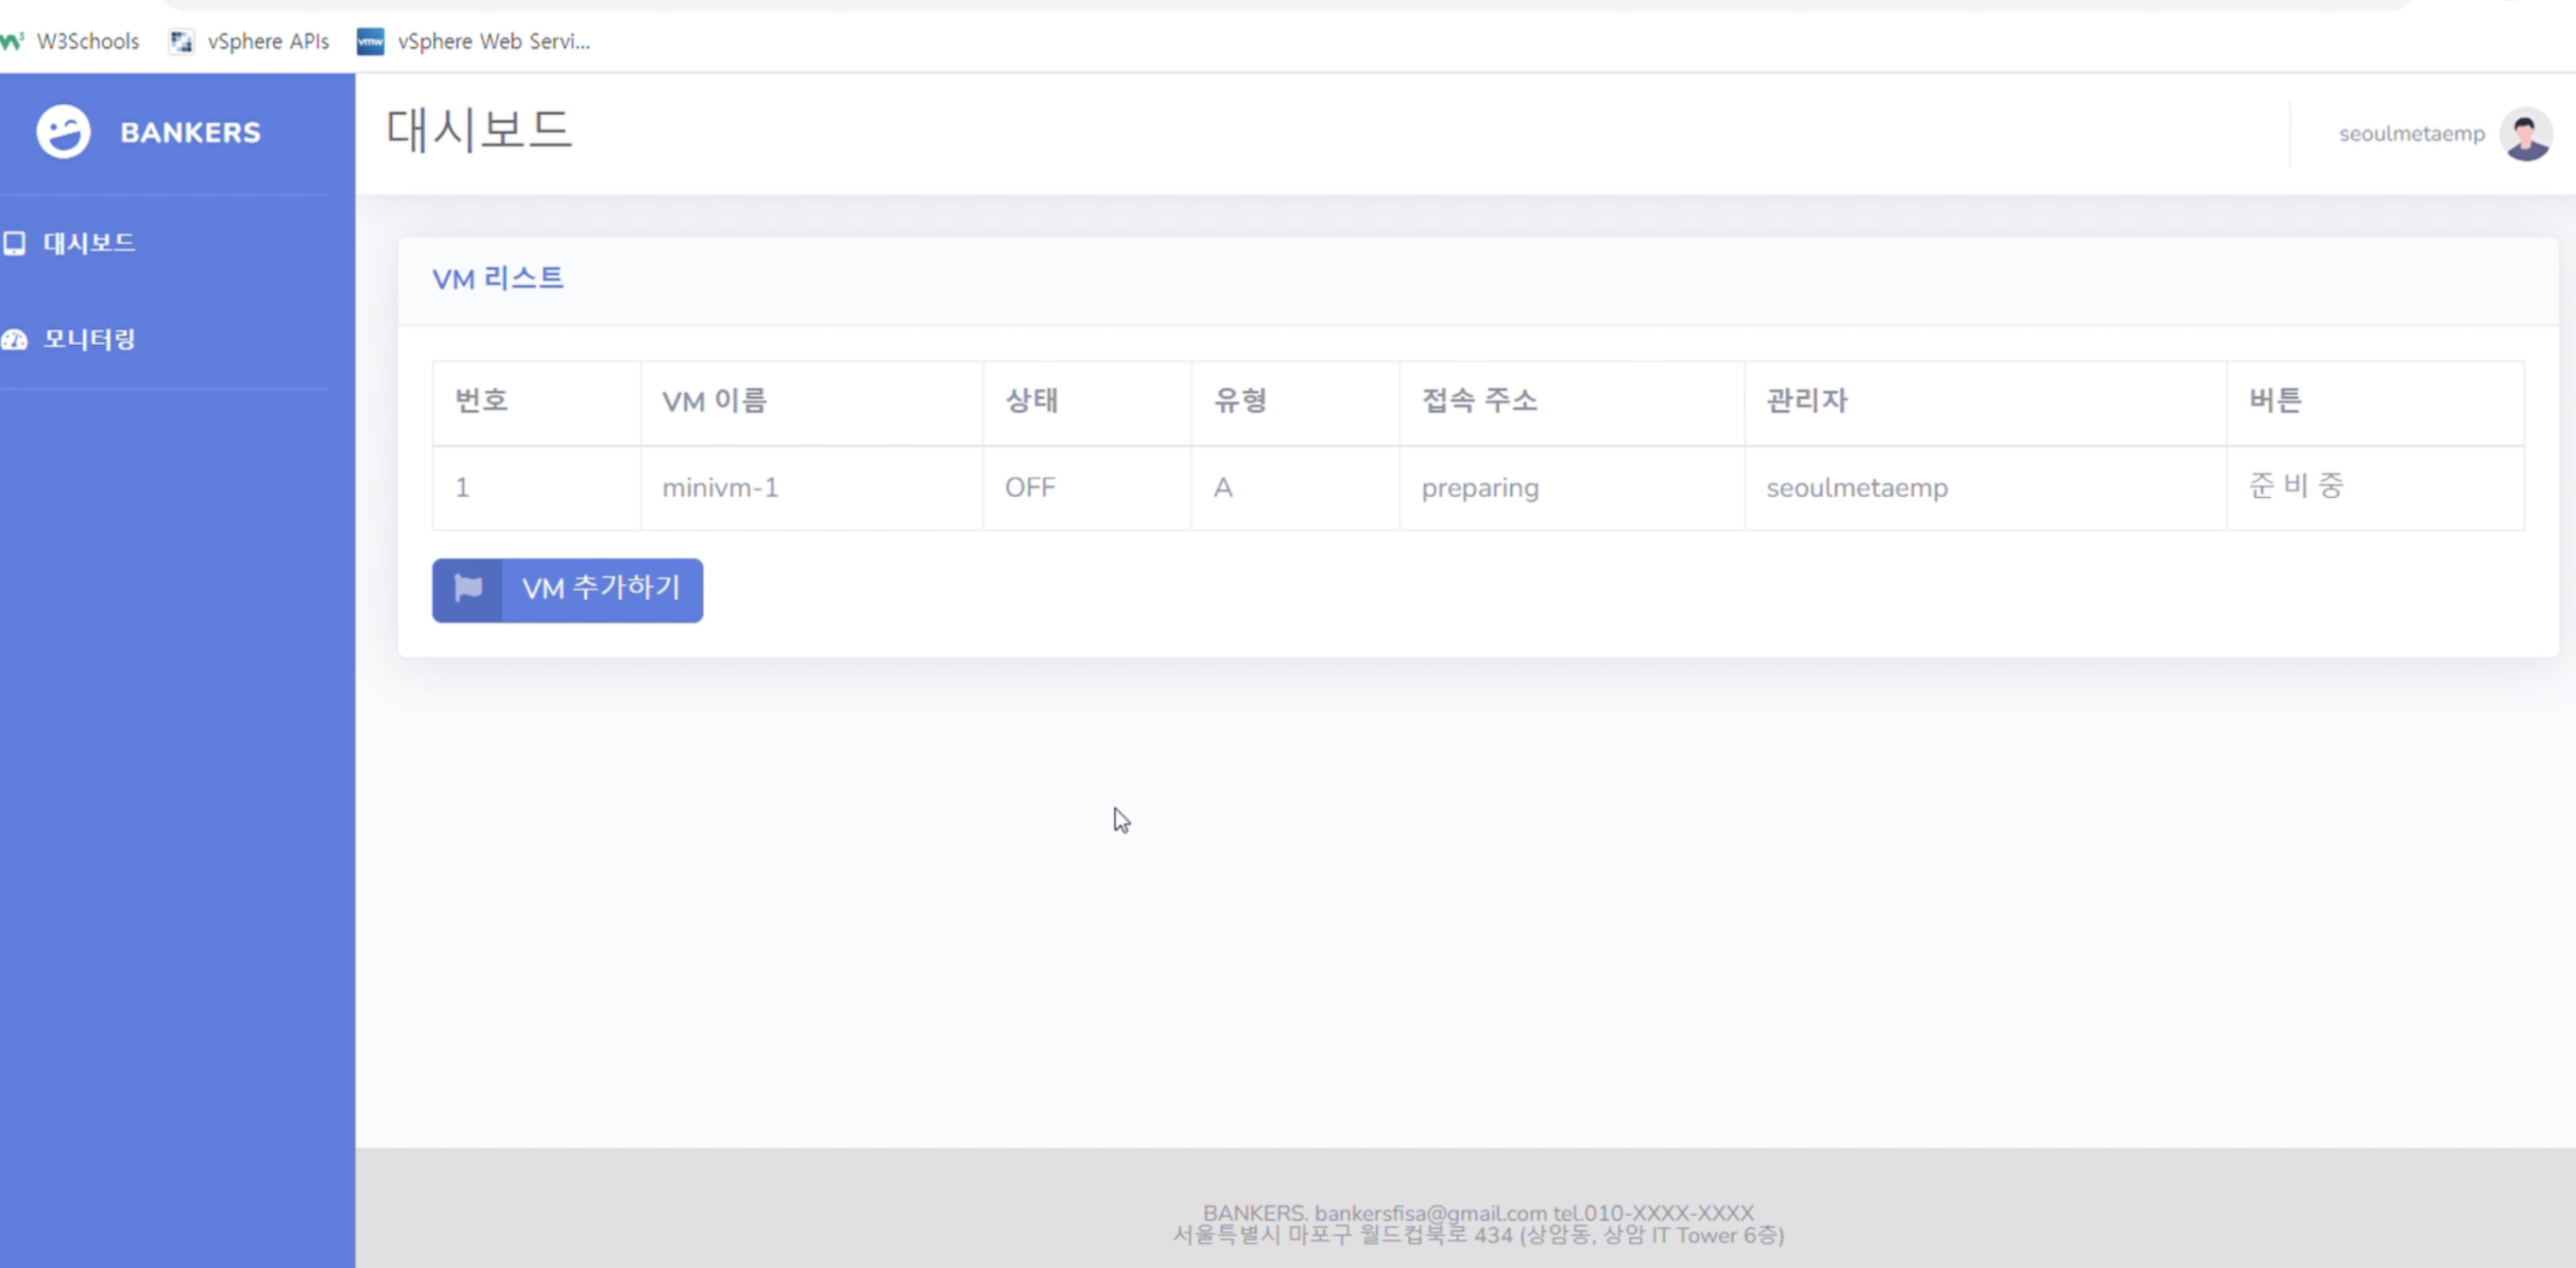 W3Schools vSphere APIs vmw vSphere Web Servi...
BANKERS
대시보드
모니터링
대시보드
seoulmetaemp
VM 리스트
번호 VM 이름 상태 유형 접속 주소 관리자 버튼
1 minivm-1 OFF A preparing seoulmetaemp 준 비 중
VM 추가하기
BANKERS. bankersfisa@gmail.com tel.010-XXXX-XXXX
서울특별시 마포구 월드컵북로 434 (상암동, 상암 IT Tower 6층)